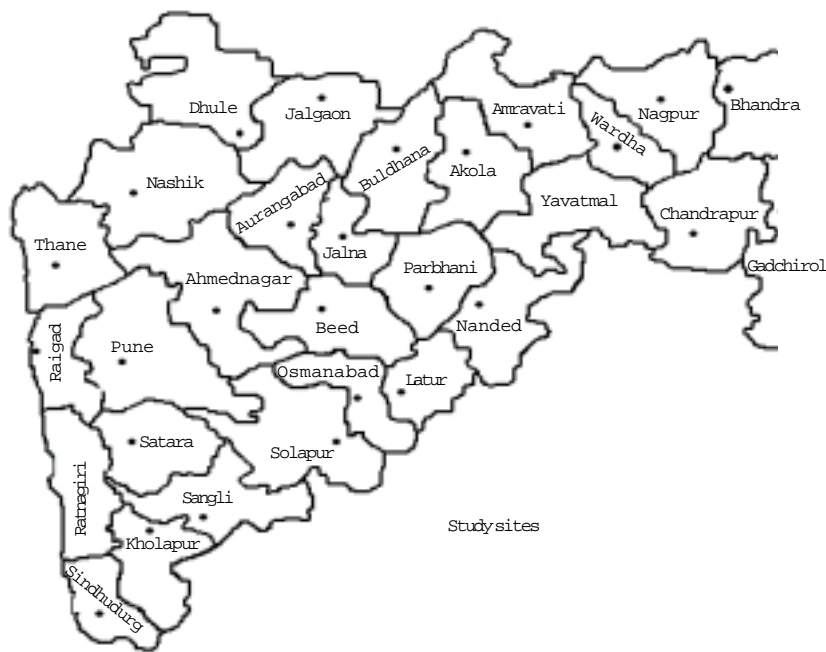 Dhule
Jalgaon
Buldhana
Akola
Amravati
Wardha
Nagpur
Bhandra
Nashik
Aurangabad
Jalna
Yavatmal
Chandrapur
Gadchirol
Thane
Ahmednagar
Parbhani
Nanded
Beed
Raigad
Pune
Osmanabad
Latur
Satara
Solapur
Ratnagiri
Sangli
Kholapur
Sindhudurg
Study sites